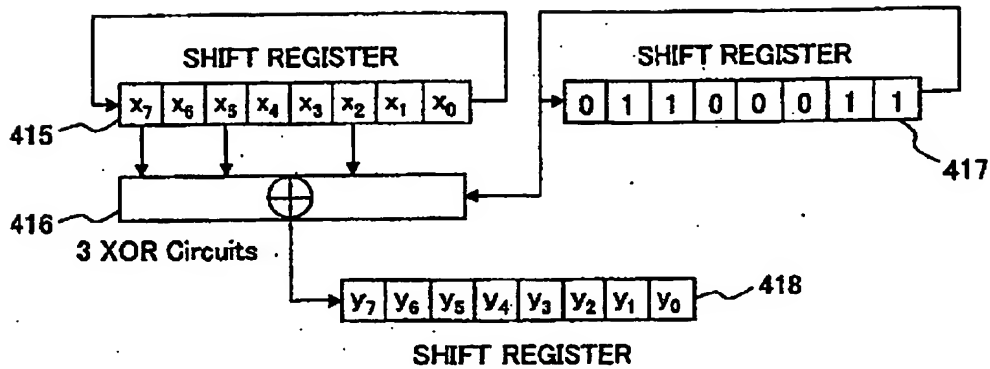 SHIFT REGISTER
SHIFT REGISTER
x₇ x₆ x₅ x₄ x₃ x₂ x₁ x₀
0 1 1 0 0 0 1 1
415
417
416
3 XOR Circuits
y₇ y₆ y₅ y₄ y₃ y₂ y₁ y₀
418
SHIFT REGISTER